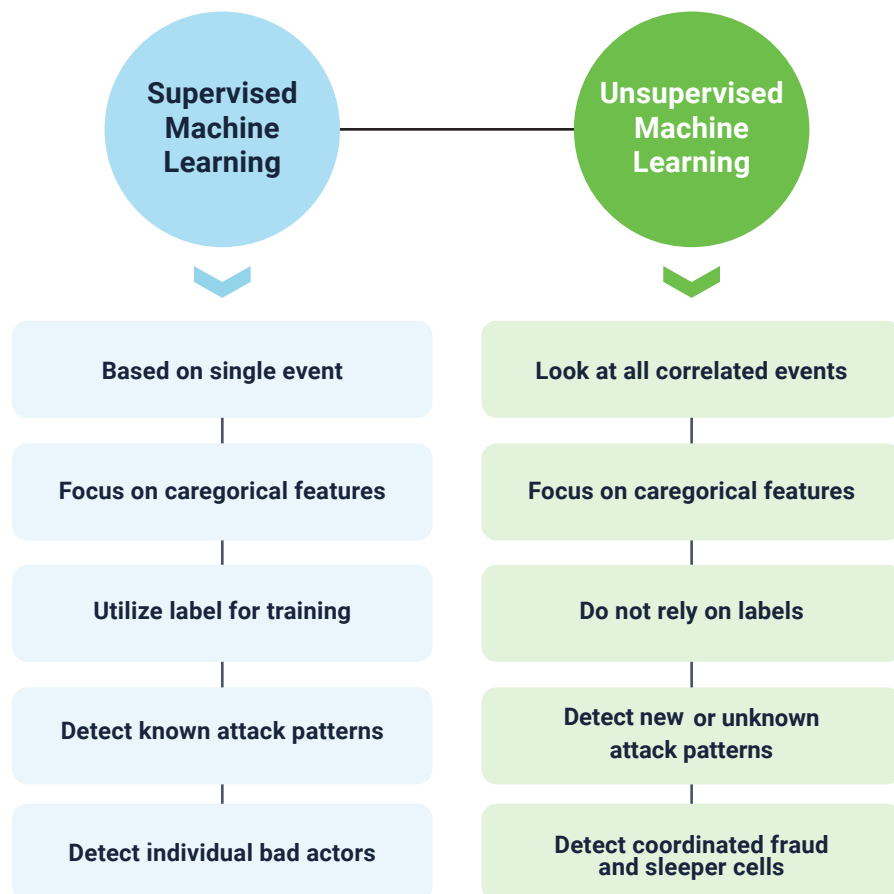 Supervised
Machine
Learning
Unsupervised
Machine
Learning
Based on single event
Look at all correlated events
Focus on caregorical features
Focus on caregorical features
Utilize label for training
Do not rely on labels
Detect known attack patterns
Detect new or unknown
attack patterns
Detect individual bad actors
Detect coordinated fraud
and sleeper cells